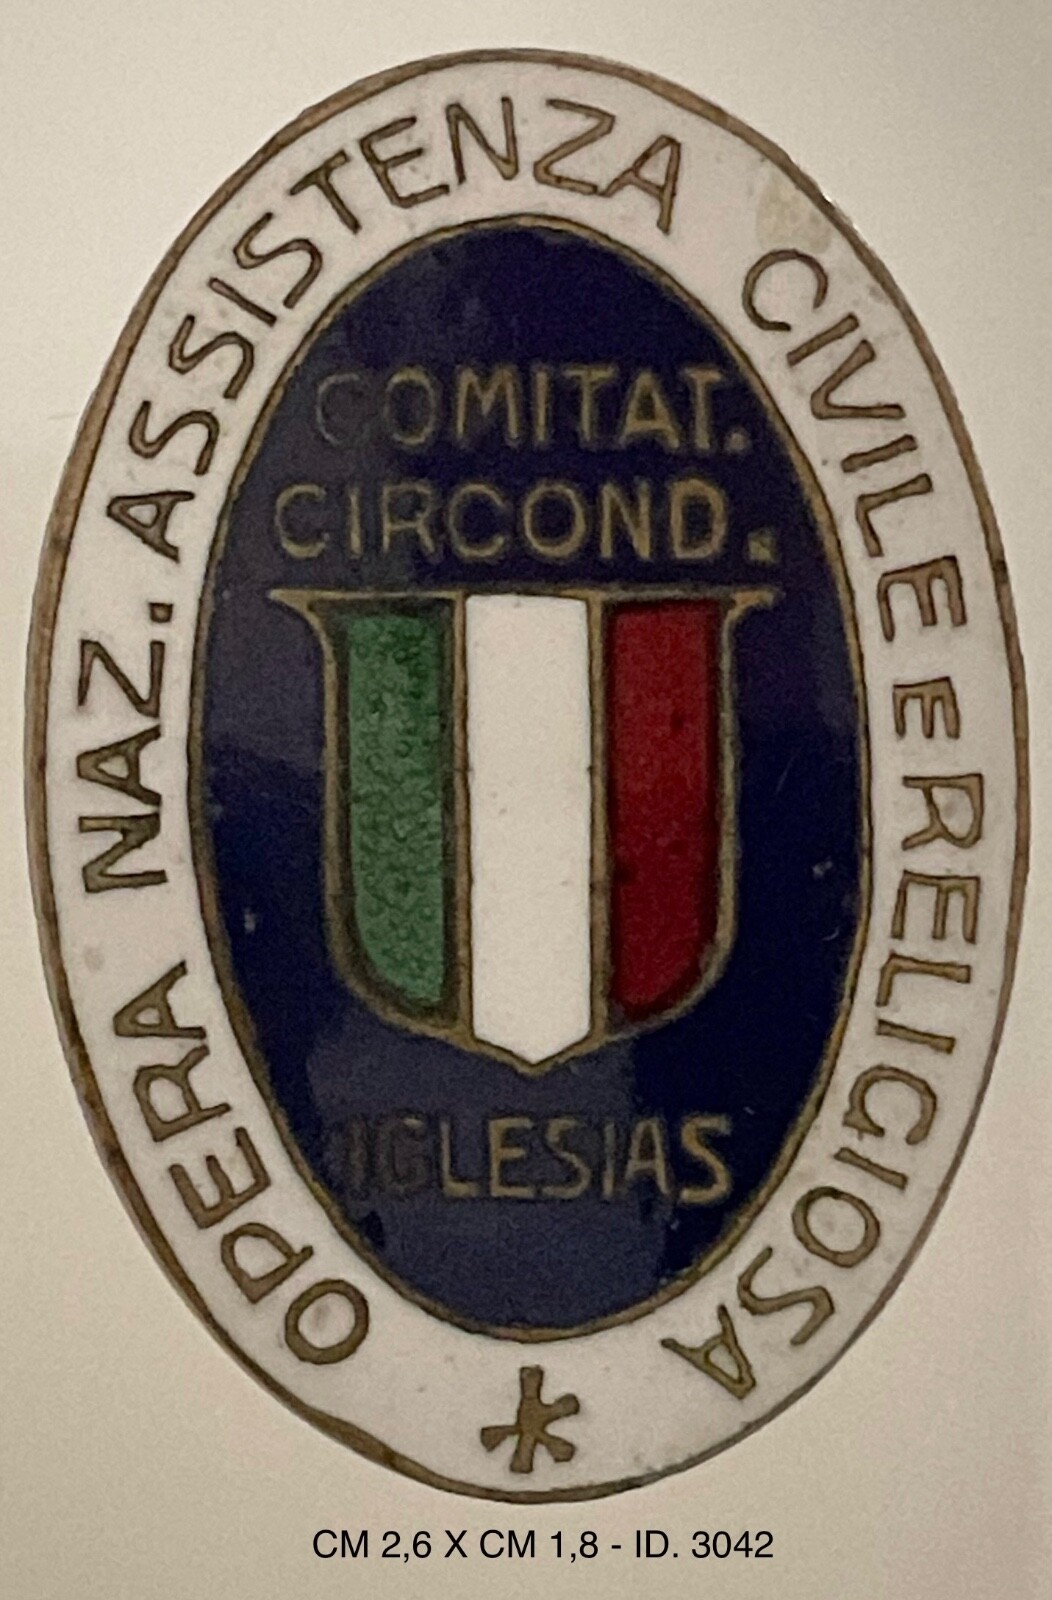 OPERA NAZ. ASSISTENZA CIVILE E RELIGIOSA
COMITAT.
CIRCOND.
IGLESIAS
*
CM 2,6 X CM 1,8 - ID. 3042